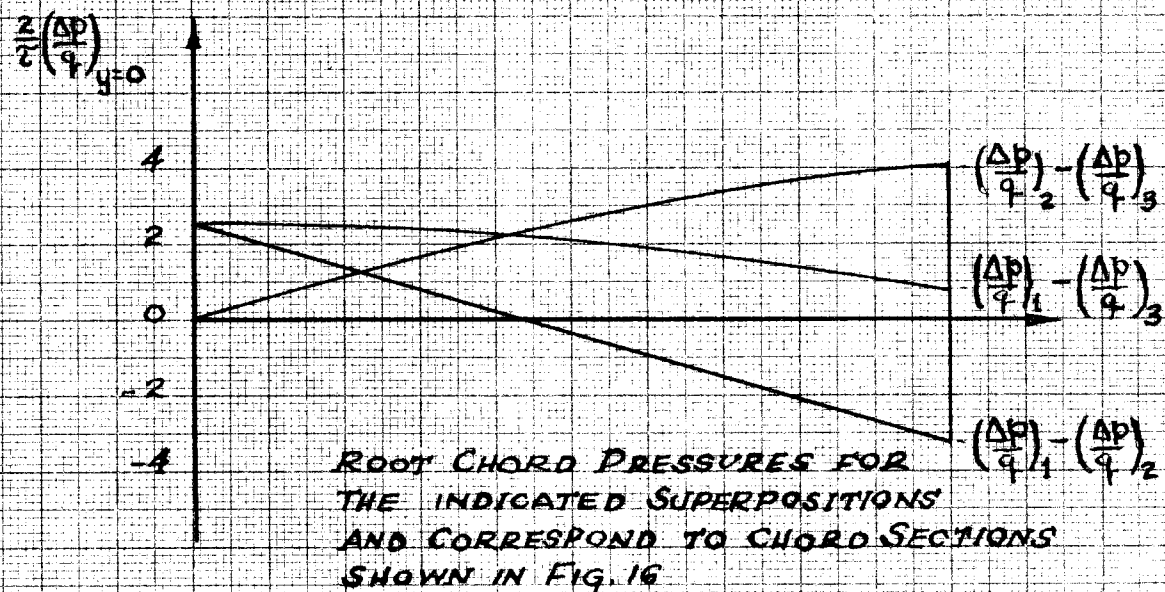 2/τ (Δp/q) y=0
4
2
0
-2
-4
(Δp/q)₂ - (Δp/q)₃
(Δp/q)₁ - (Δp/q)₃
(Δp/q)₁ - (Δp/q)₂
ROOT CHORD PRESSURES FOR
THE INDICATED SUPERPOSITIONS
AND CORRESPOND TO CHORD SECTIONS
SHOWN IN FIG. 16